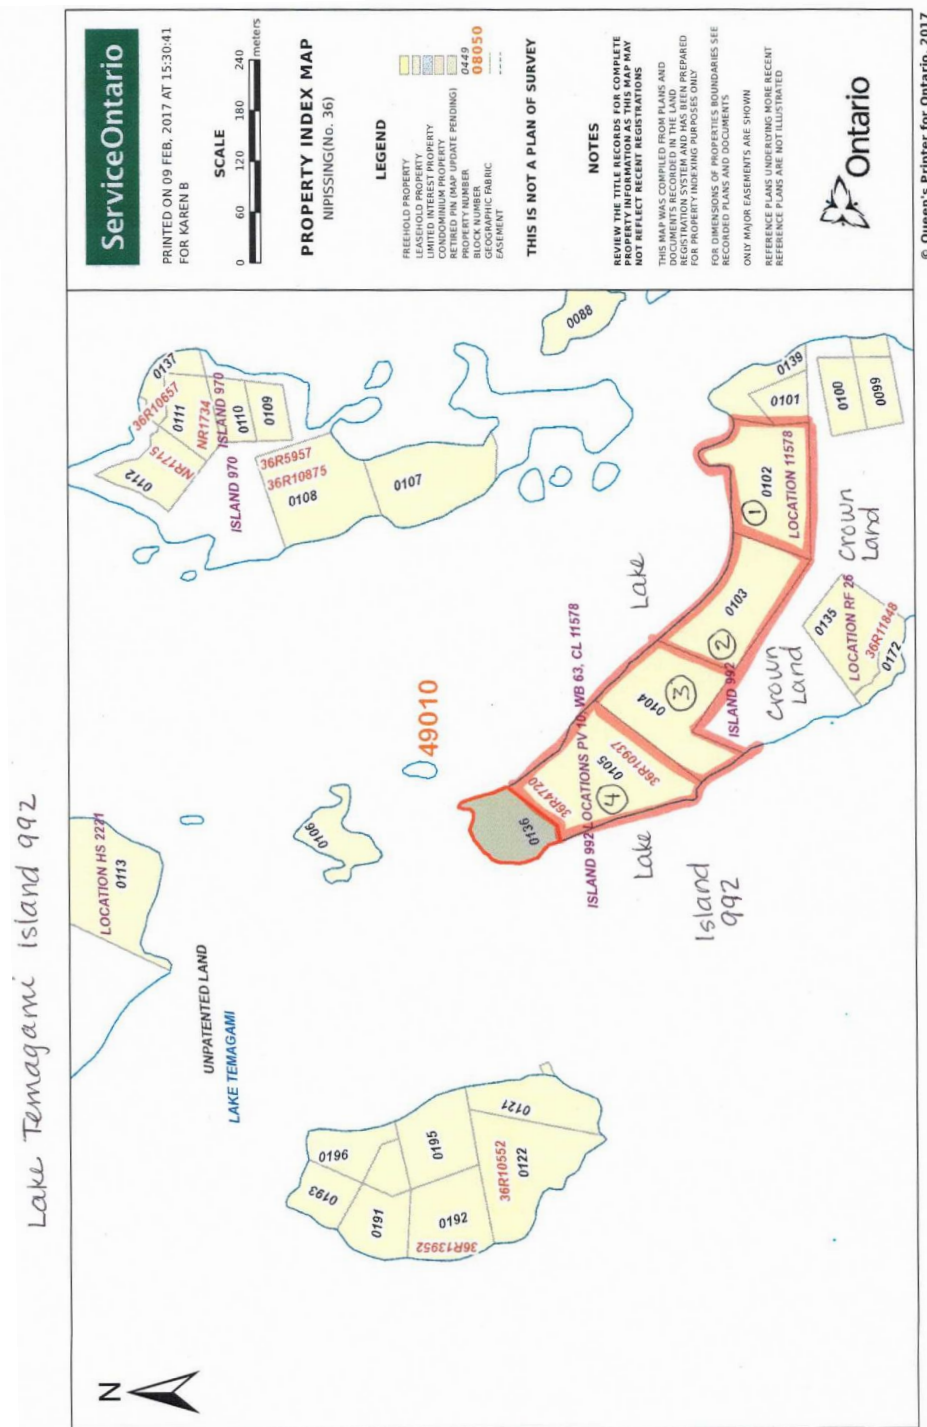 Lake Temagami island 992
N
LOCATION HS 2221
0113
UNPATENTED LAND
LAKE TEMAGAMI
0106
49010
0196
0193
0195
0191
0192
36R13952
36R10552
0122
0121
0112
NR1715
36R10657
0137
0111
NR1734
ISLAND 970
0110
0109
ISLAND 970
36R5957
36R10875
0108
0107
0088
0136
ISLAND 992 LOCATIONS PV 10, WB 63, CL 11578
36R4720
0105
36R10937
4
0104
3
ISLAND 992
0103
2
0102
1
LOCATION 11578
0101
0139
0100
0099
0135
LOCATION RF 26
36R11848
0172
Lake
Lake
Island
992
Crown
Land
Crown
Land
ServiceOntario
PRINTED ON 09 FEB, 2017 AT 15:30:41
FOR KAREN B
SCALE
0 60 120 180 240
meters
PROPERTY INDEX MAP
NIPISSING(No. 36)
LEGEND
FREEHOLD PROPERTY
LEASEHOLD PROPERTY
LIMITED INTEREST PROPERTY
CONDOMINIUM PROPERTY
RETIRED PIN (MAP UPDATE PENDING)
PROPERTY NUMBER 0449
BLOCK NUMBER 08050
GEOGRAPHIC FABRIC
EASEMENT
THIS IS NOT A PLAN OF SURVEY
NOTES
REVIEW THE TITLE RECORDS FOR COMPLETE
PROPERTY INFORMATION AS THIS MAP MAY
NOT REFLECT RECENT REGISTRATIONS
THIS MAP WAS COMPILED FROM PLANS AND
DOCUMENTS RECORDED IN THE LAND
REGISTRATION SYSTEM AND HAS BEEN PREPARED
FOR PROPERTY INDEXING PURPOSES ONLY
FOR DIMENSIONS OF PROPERTIES BOUNDARIES SEE
RECORDED PLANS AND DOCUMENTS
ONLY MAJOR EASEMENTS ARE SHOWN
REFERENCE PLANS UNDERLYING MORE RECENT
REFERENCE PLANS ARE NOT ILLUSTRATED
Ontario
© Queen's Printer for Ontario, 2017